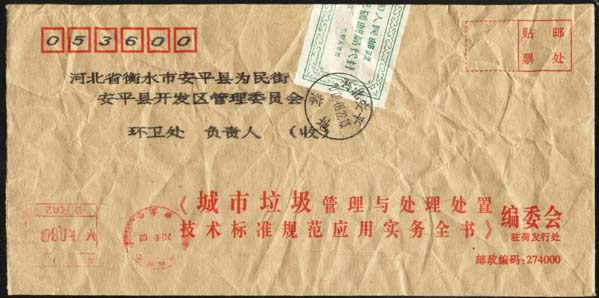 053600
贴 邮
票 处
河北省衡水市安平县为民街
安平县开发区管理委员会
环卫处 负责人 (收)
《城市垃圾管理与处理处置
技术标准规范应用实务全书》
编委会
驻荷发行处
邮政编码:274000